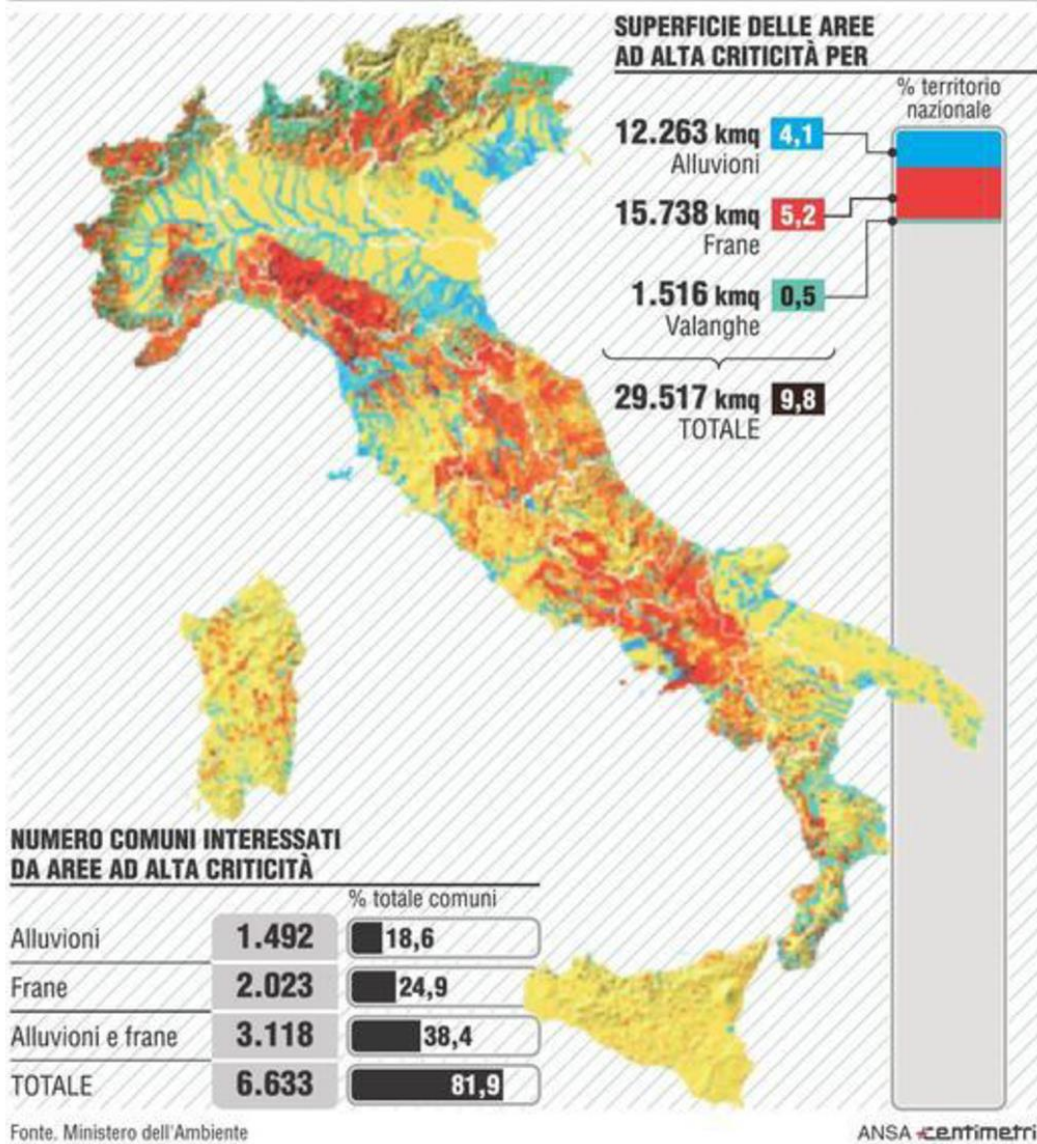 SUPERFICIE DELLE AREE
AD ALTA CRITICITÀ PER
% territorio
nazionale
12.263 kmq 4,1
Alluvioni
15.738 kmq 5,2
Frane
1.516 kmq 0,5
Valanghe
29.517 kmq 9,8
TOTALE
NUMERO COMUNI INTERESSATI
DA AREE AD ALTA CRITICITÀ
% totale comuni
Alluvioni 1.492 18,6
Frane 2.023 24,9
Alluvioni e frane 3.118 38,4
TOTALE 6.633 81,9
Fonte. Ministero dell'Ambiente
ANSA centimetri